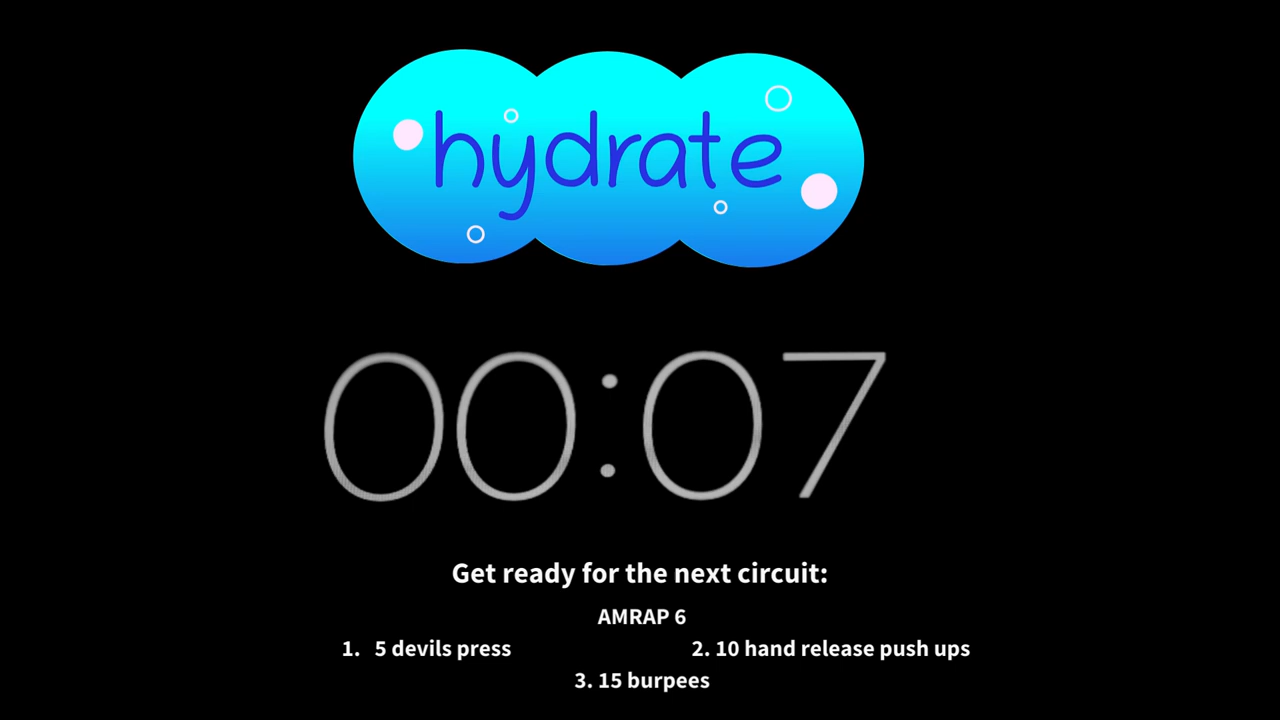 hydrate
00:07
Get ready for the next circuit:
AMRAP 6
1. 5 devils press 2. 10 hand release push ups
3. 15 burpees